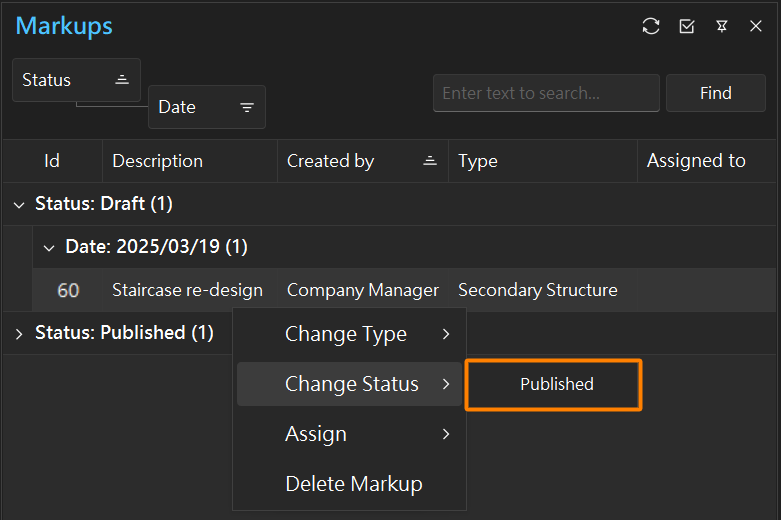 Markups
Status
Date
Enter text to search...
Find
Id Description Created by Type Assigned to
Status: Draft (1)
Date: 2025/03/19 (1)
60 Staircase re-design Company Manager Secondary Structure
Status: Published (1)
Change Type
Change Status
Published
Assign
Delete Markup